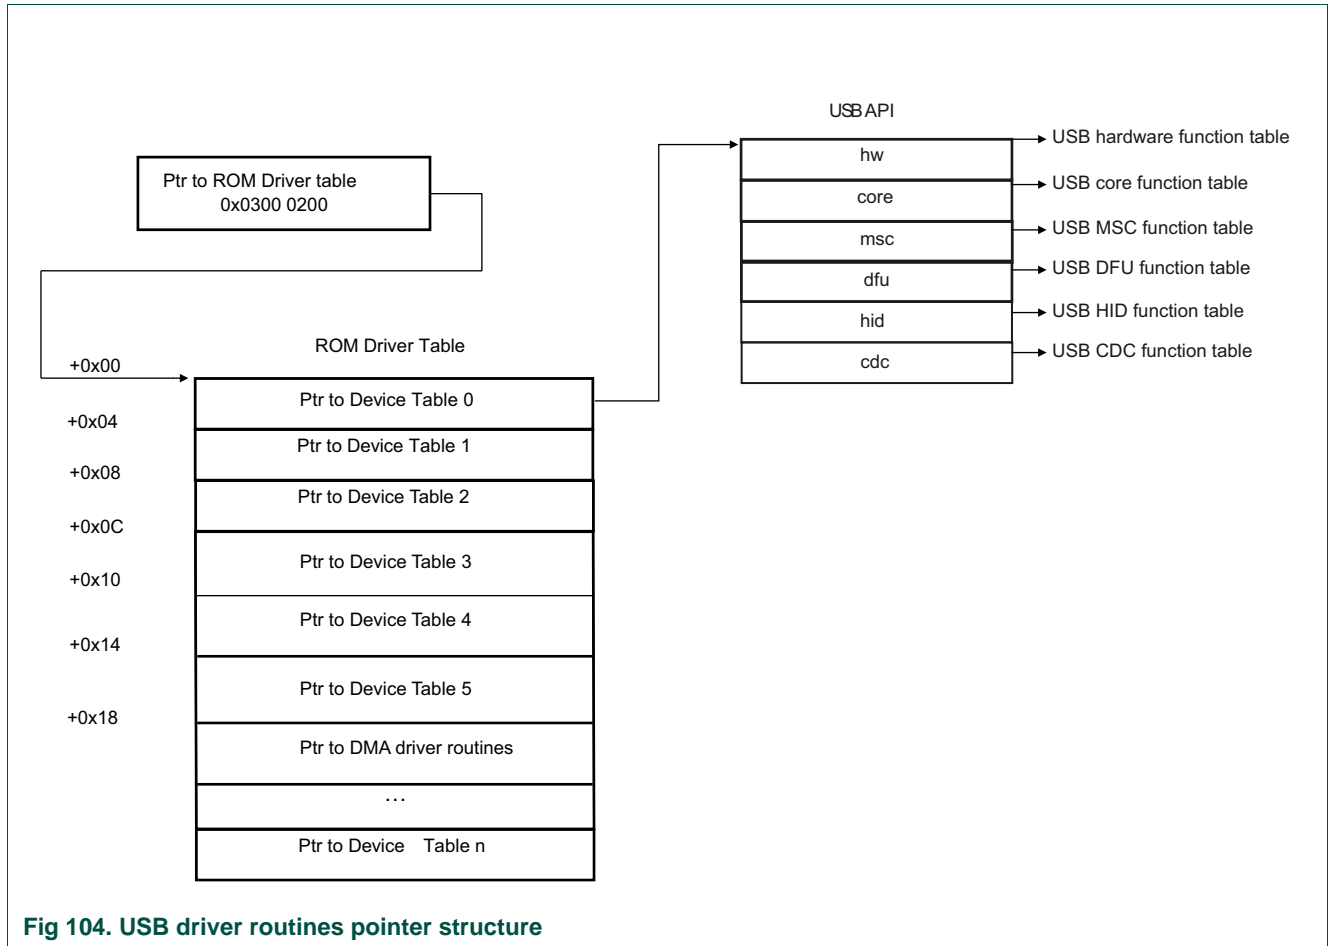 USB API
hw
core
msc
dfu
hid
cdc
USB hardware function table
USB core function table
USB MSC function table
USB DFU function table
USB HID function table
USB CDC function table
Ptr to ROM Driver table
0x0300 0200
ROM Driver Table
+0x00
Ptr to Device Table 0
+0x04
Ptr to Device Table 1
+0x08
Ptr to Device Table 2
+0x0C
Ptr to Device Table 3
+0x10
Ptr to Device Table 4
+0x14
Ptr to Device Table 5
+0x18
Ptr to DMA driver routines
...
Ptr to Device Table n
Fig 104. USB driver routines pointer structure